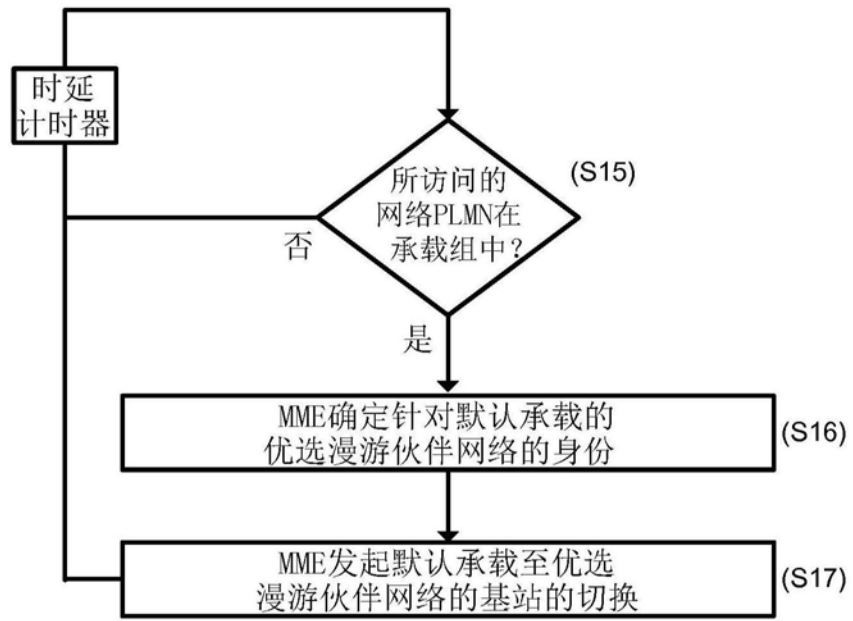 时延
计时器
所访问的
网络PLMN在
承载组中？
(S15)
否
是
MME确定针对默认承载的
优选漫游伙伴网络的身份
(S16)
MME发起默认承载至优选
漫游伙伴网络的基站的切换
(S17)